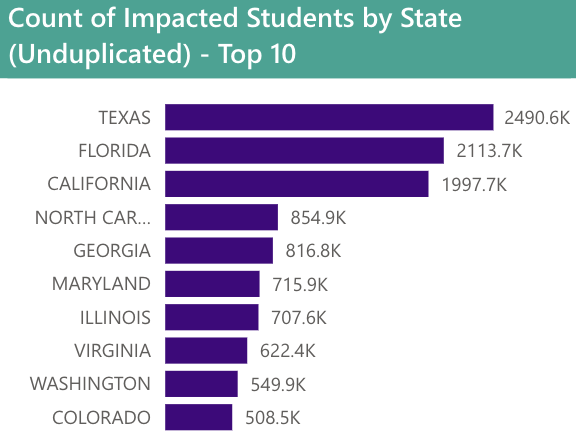 Count of Impacted Students by State
(Unduplicated) - Top 10
TEXAS 2490.6K
FLORIDA 2113.7K
CALIFORNIA 1997.7K
NORTH CAR... 854.9K
GEORGIA 816.8K
MARYLAND 715.9K
ILLINOIS 707.6K
VIRGINIA 622.4K
WASHINGTON 549.9K
COLORADO 508.5K